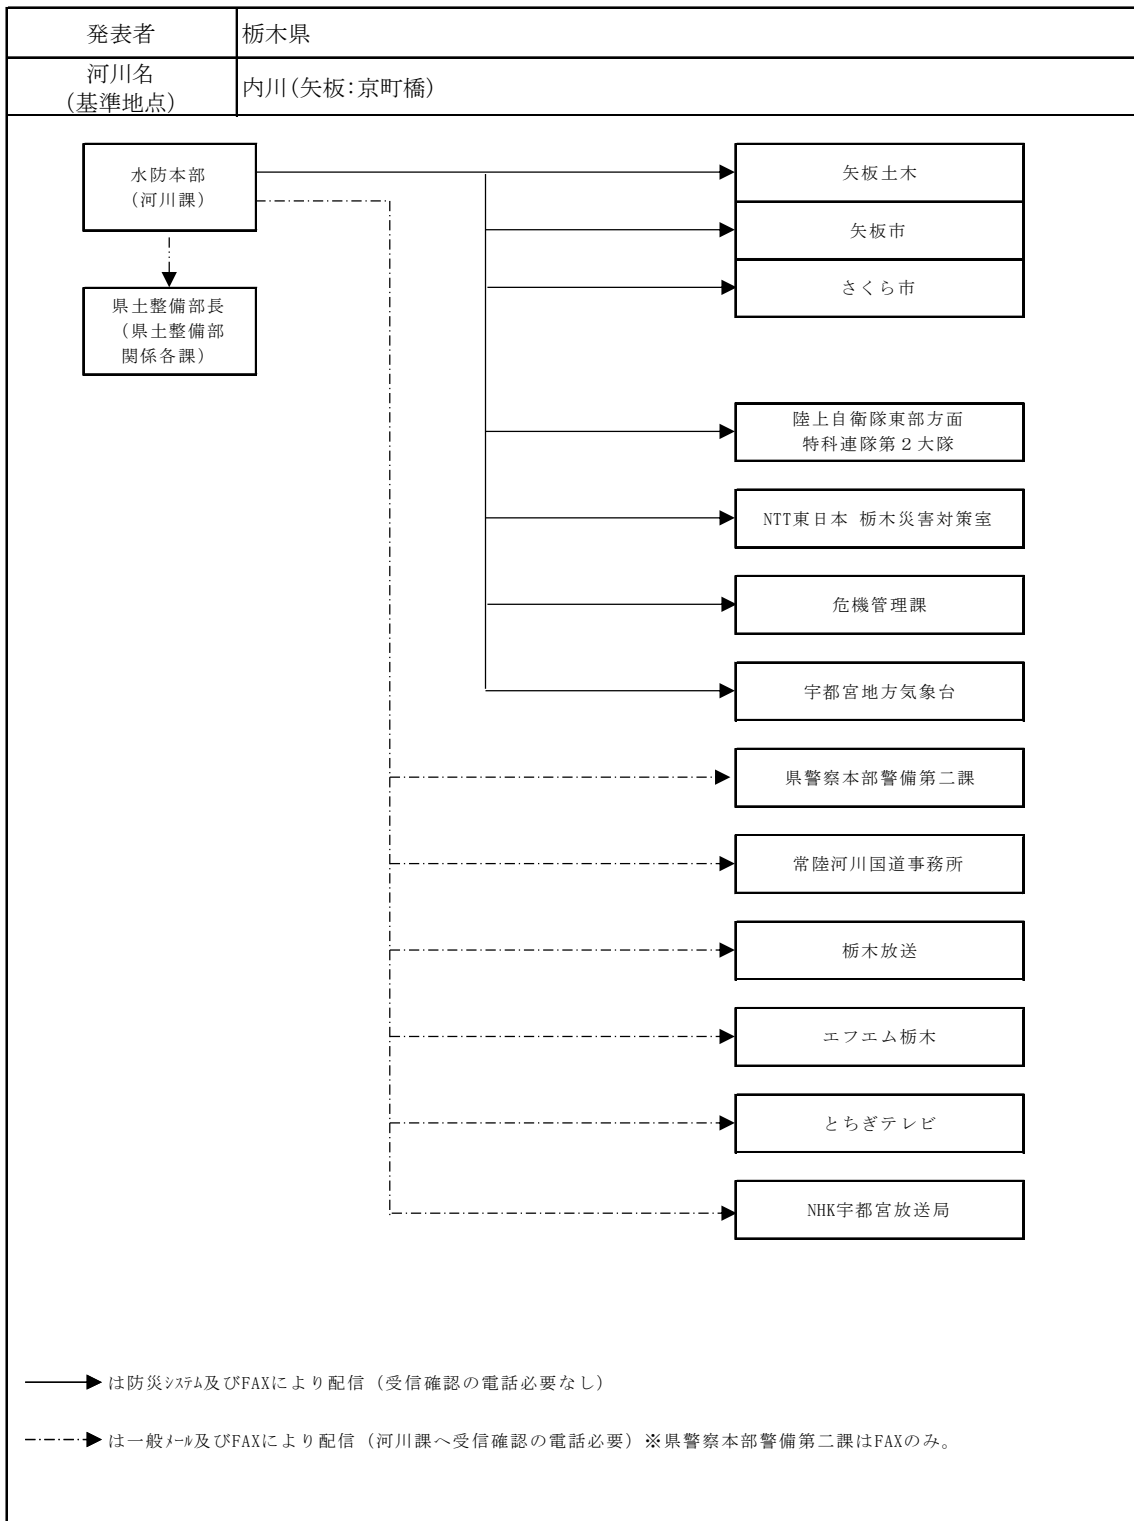 発表者
栃木県
河川名
（基準地点）
内川（矢板：京町橋）
水防本部
（河川課）
県土整備部長
（県土整備部
関係各課）
矢板土木
矢板市
さくら市
陸上自衛隊東部方面
特科連隊第２大隊
NTT東日本 栃木災害対策室
危機管理課
宇都宮地方気象台
県警察本部警備第二課
常陸河川国道事務所
栃木放送
エフエム栃木
とちぎテレビ
NHK宇都宮放送局
は防災ｼｽﾃﾑ及びFAXにより配信（受信確認の電話必要なし）
は一般ﾒｰﾙ及びFAXにより配信（河川課へ受信確認の電話必要）※県警察本部警備第二課はFAXのみ。